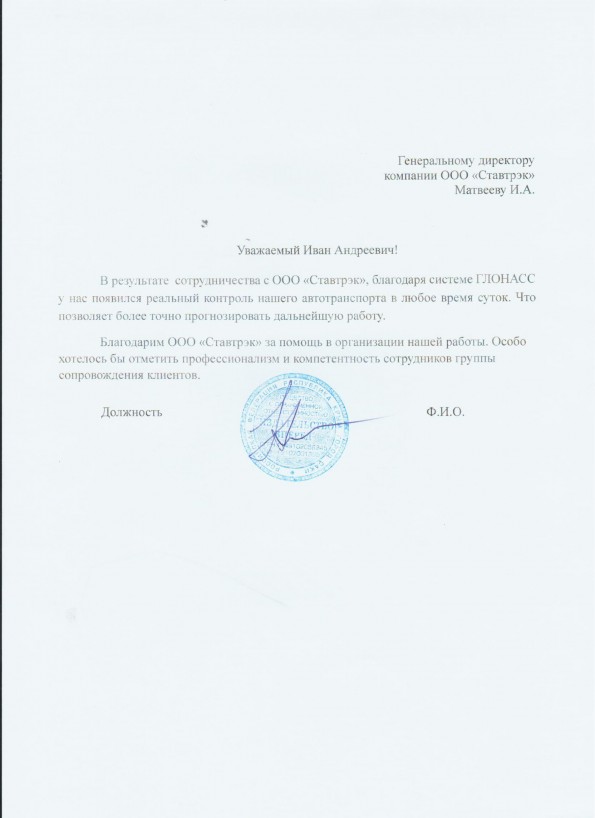 Генеральному директору
компании ООО «Ставтрэк»
Матвееву И.А.
Уважаемый Иван Андреевич!
В результате сотрудничества с ООО «Ставтрэк», благодаря системе ГЛОНАСС
у нас появился реальный контроль нашего автотранспорта в любое время суток. Что
позволяет более точно прогнозировать дальнейшую работу.
Благодарим ООО «Ставтрэк» за помощь в организации нашей работы. Особо
хотелось бы отметить профессионализм и компетентность сотрудников группы
сопровождения клиентов.
Должность
Ф.И.О.